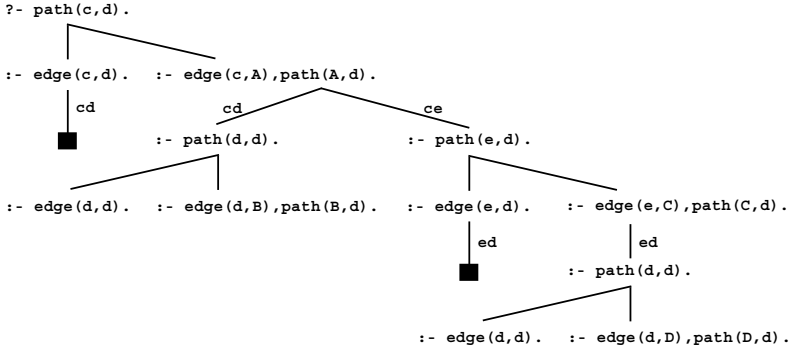 ?- path(c,d).
:- edge(c,d). :- edge(c,A),path(A,d).
cd cd ce
:- path(d,d). :- path(e,d).
:- edge(d,d). :- edge(d,B),path(B,d). :- edge(e,d). :- edge(e,C),path(C,d).
ed ed
:- path(d,d).
:- edge(d,d). :- edge(d,D),path(D,d).